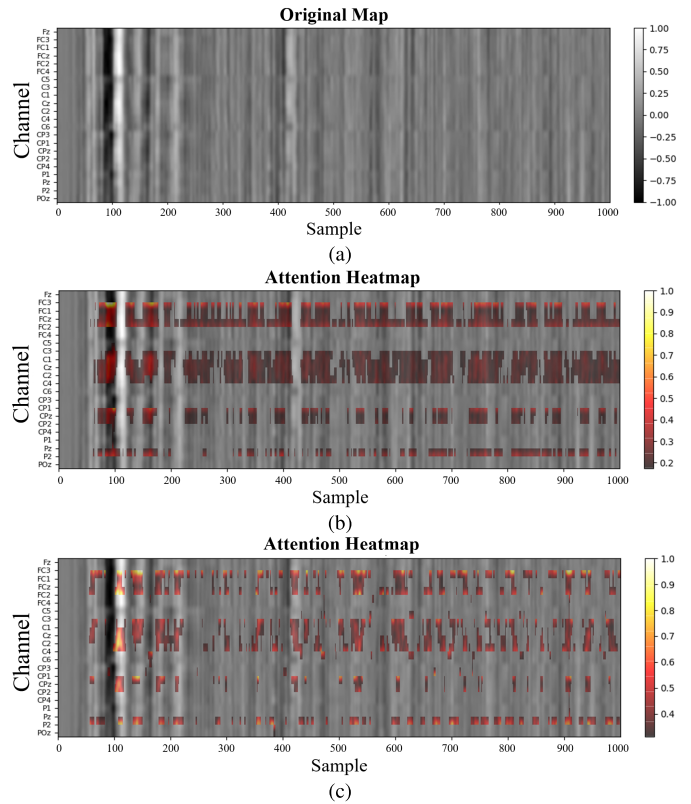 Original Map
Channel
Fz
FC3
FC1
FCz
FC2
FC4
C5
C3
C1
Cz
C2
C4
C6
CP3
CP1
CPz
CP2
CP4
P1
Pz
P2
POz
0 100 200 300 400 500 600 700 800 900 1000
Sample
1.00
0.75
0.50
0.25
0.00
−0.25
−0.50
−0.75
−1.00
(a)
Attention Heatmap
Channel
Fz
FC3
FC1
FCz
FC2
FC4
C5
C3
C1
Cz
C2
C4
C6
CP3
CP1
CPz
CP2
CP4
P1
Pz
P2
POz
0 100 200 300 400 500 600 700 800 900 1000
Sample
1.0
0.9
0.8
0.7
0.6
0.5
0.4
0.3
0.2
(b)
Attention Heatmap
Channel
Fz
FC3
FC1
FCz
FC2
FC4
C5
C3
C1
Cz
C2
C4
C6
CP3
CP1
CPz
CP2
CP4
P1
Pz
P2
POz
0 100 200 300 400 500 600 700 800 900 1000
Sample
1.0
0.9
0.8
0.7
0.6
0.5
0.4
(c)